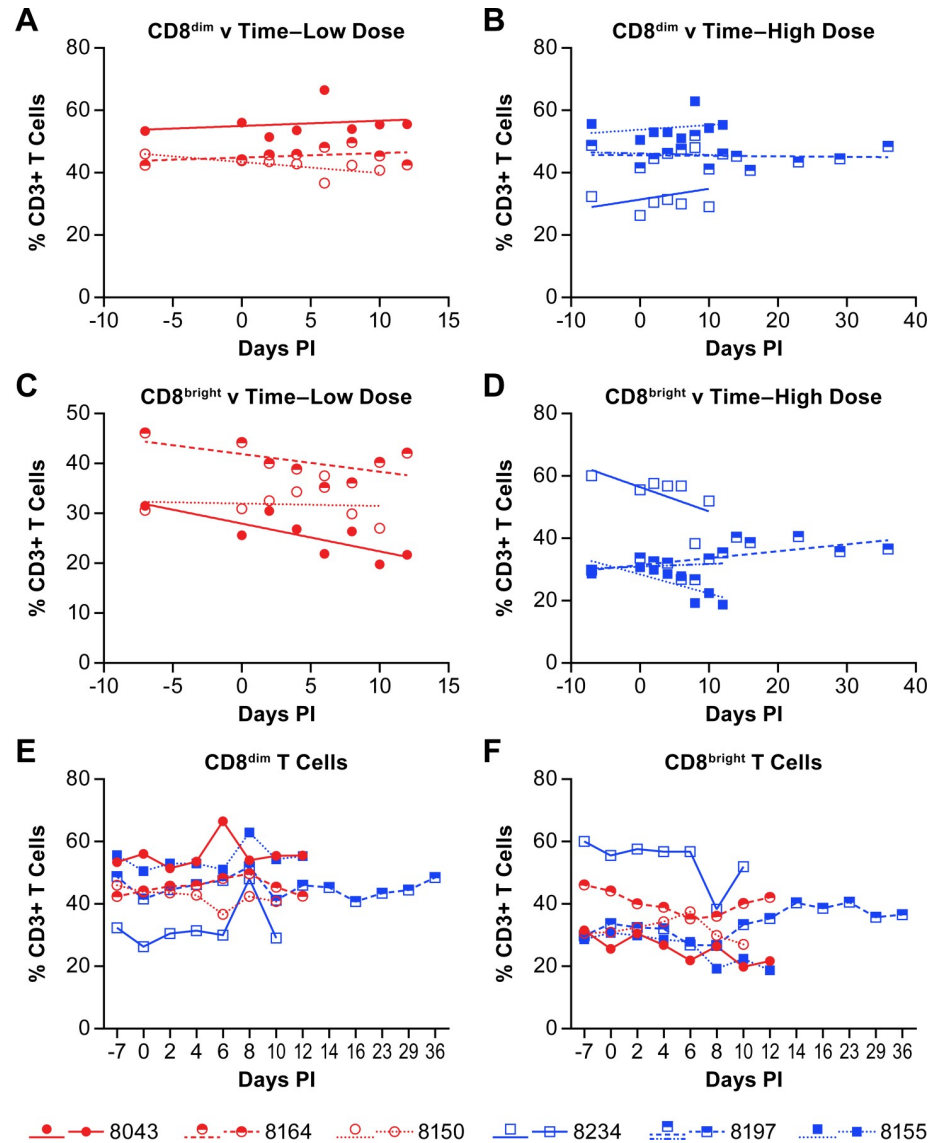 A
CD8dim v Time–Low Dose
% CD3+ T Cells
80
60
40
20
0
-10 -5 0 5 10 15
Days PI
B
CD8dim v Time–High Dose
% CD3+ T Cells
80
60
40
20
0
-10 0 10 20 30 40
Days PI
C
CD8bright v Time–Low Dose
% CD3+ T Cells
50
40
30
20
10
0
-10 -5 0 5 10 15
Days PI
D
CD8bright v Time–High Dose
% CD3+ T Cells
80
60
40
20
0
-10 0 10 20 30 40
Days PI
E
CD8dim T Cells
% CD3+ T Cells
80
60
40
20
0
-7 0 2 4 6 8 10 12 14 16 23 29 36
Days PI
F
CD8bright T Cells
% CD3+ T Cells
80
60
40
20
0
-7 0 2 4 6 8 10 12 14 16 23 29 36
Days PI
8043 8164 8150 8234 8197 8155